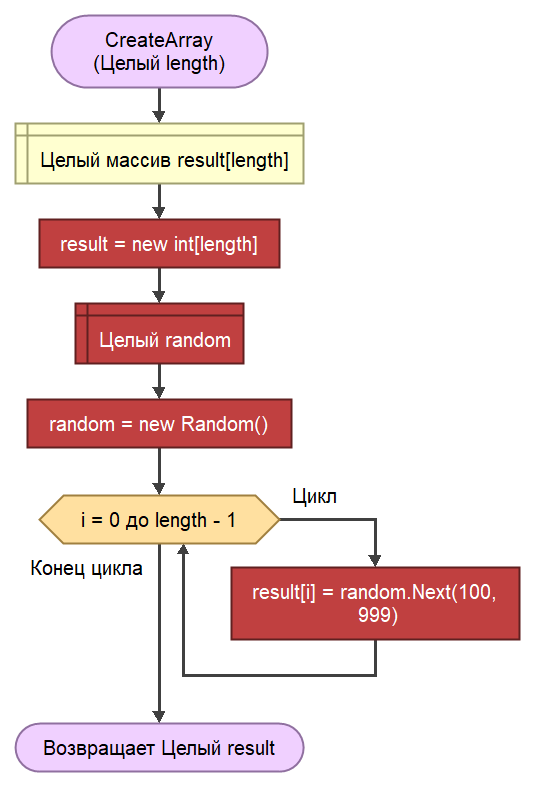 CreateArray
(Целый length)
Целый массив result[length]
result = new int[length]
Целый random
random = new Random()
i = 0 до length - 1
Цикл
Конец цикла
result[i] = random.Next(100,
999)
Возвращает Целый result